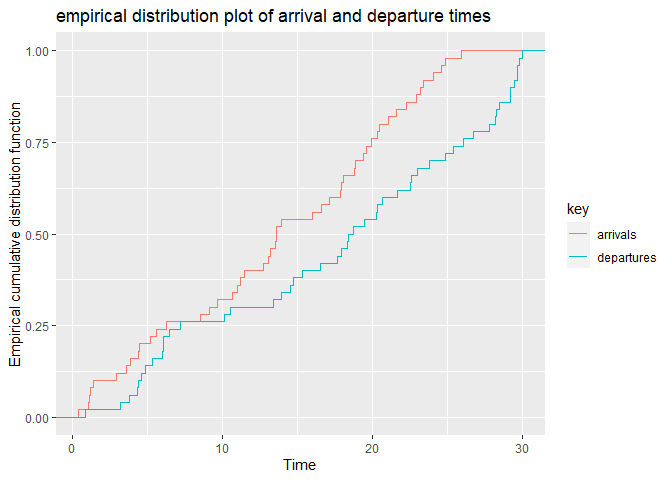 empirical distribution plot of arrival and departure times
Empirical cumulative distribution function
1.00
0.75
0.50
0.25
0.00
0
10
20
30
Time
key
arrivals
departures